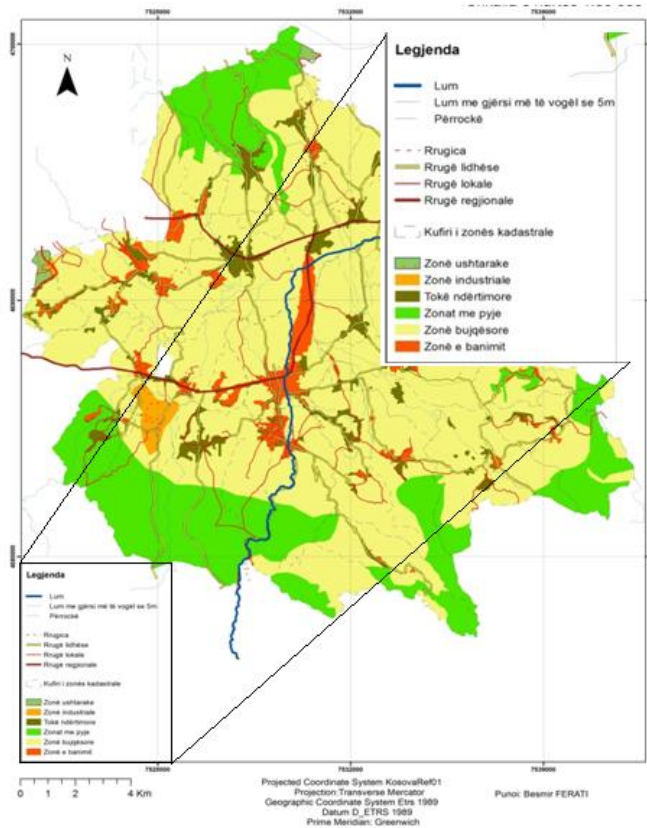 7525000
7532000
7539000
N
Legjenda
Lum
Lum me gjërsi më të vogël se 5m
Përrockë
Rrugica
Rrugë lidhëse
Rrugë lokale
Rrugë regjionale
Kufiri i zonës kadastrale
Zonë ushtarake
Zonë industriale
Tokë ndërtimore
Zonat me pyje
Zonë bujqësore
Zonë e banimit
Legjenda
Lum
Lum me gjërsi më të vogël se 5m
Përrockë
Rrugica
Rrugë lidhëse
Rrugë lokale
Rrugë regjionale
Kufiri i zonës kadastrale
Zonë ushtarake
Zonë industriale
Tokë ndërtimore
Zonat me pyje
Zonë bujqësore
Zonë e banimit
7532000
0 1 2 4 Km
Projected Coordinate System KosovaRef01
Projection:Transverse Mercator
Geographic Coordinate System Etrs 1989
Datum D_ETRS 1989
Prime Meridian: Greenwich
Punoi: Besmir FERATI